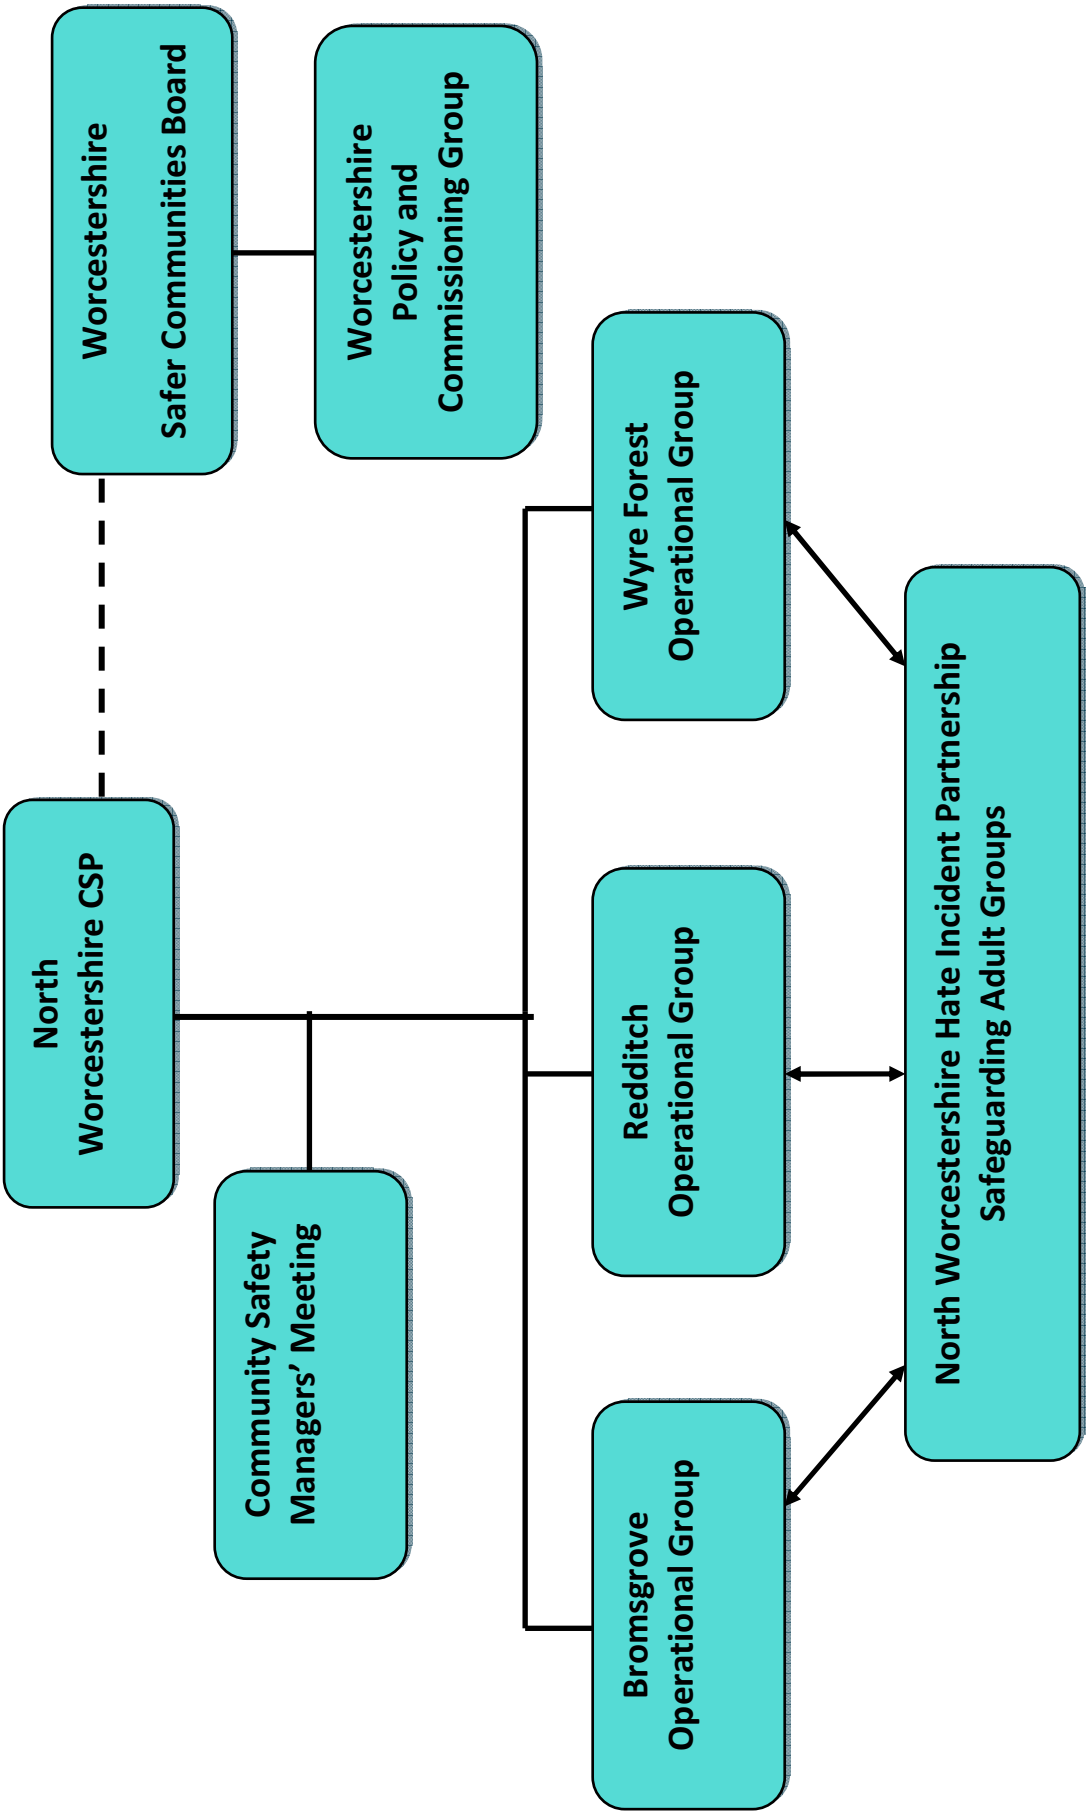 North
Worcestershire CSP
Worcestershire
Safer Communities Board
Community Safety
Managers’ Meeting
Worcestershire
Policy and
Commissioning Group
Bromsgrove
Operational Group
Redditch
Operational Group
Wyre Forest
Operational Group
North Worcestershire Hate Incident Partnership
Safeguarding Adult Groups